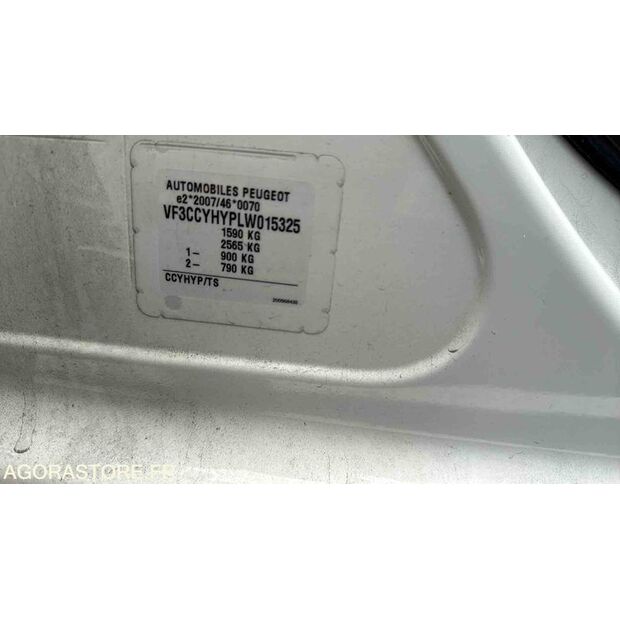 AUTOMOBILES PEUGEOT
e2*2007/46*0070
VF3CCYHYPLW015325
1590 KG
2565 KG
1- 900 KG
2- 790 KG
CCYHYP/TS
AGORASTORE.FR